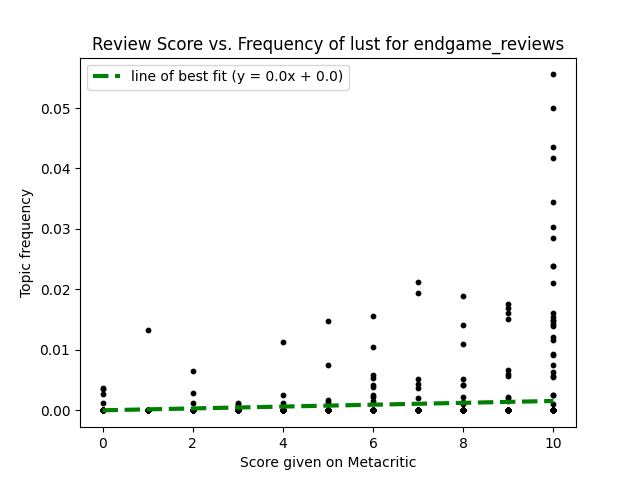 Review Score vs. Frequency of lust for endgame_reviews
line of best fit (y = 0.0x + 0.0)
0.05
0.04
0.03
0.02
0.01
0.00
Topic frequency
0 2 4 6 8 10
Score given on Metacritic